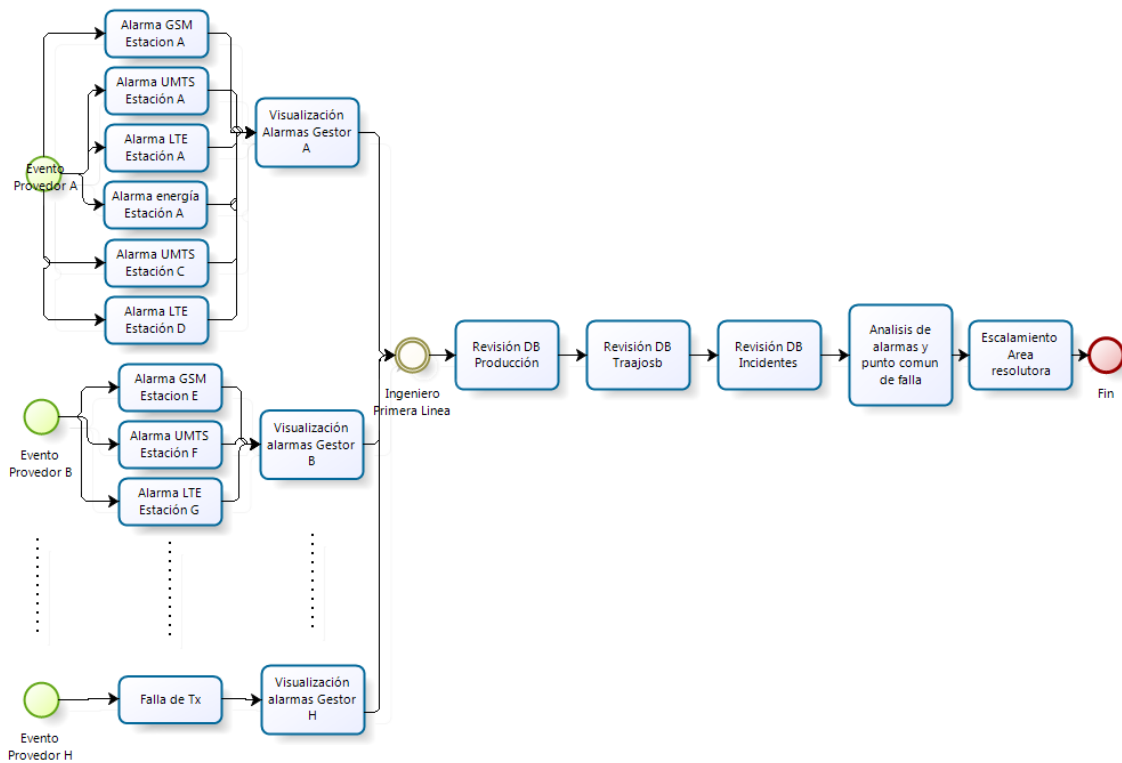 Alarma GSM
Estacion A
Alarma UMTS
Estación A
Alarma LTE
Estación A
Evento
Provedor A
Alarma energía
Estación A
Alarma UMTS
Estación C
Alarma LTE
Estación D
Visualización
Alarmas Gestor
A
Evento
Provedor B
Alarma GSM
Estacion E
Alarma UMTS
Estación F
Alarma LTE
Estación G
Visualización
alarmas Gestor
B
Evento
Provedor H
Falla de Tx
Visualización
alarmas Gestor
H
Ingeniero
Primera Linea
Revisión DB
Producción
Revisión DB
Traajosb
Revisión DB
Incidentes
Analisis de
alarmas y
punto comun
de falla
Escalamiento
Area
resolutora
Fin